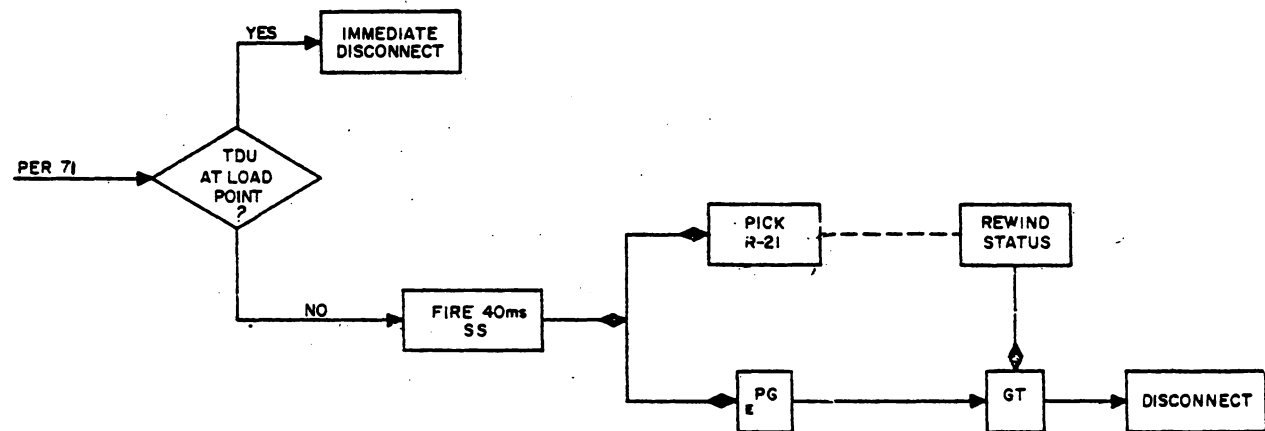 YES
IMMEDIATE
DISCONNECT
PER 71
TDU
AT LOAD
POINT
?
PICK
R-21
REWIND
STATUS
NO
FIRE 40ms
SS
E PG
GT
DISCONNECT